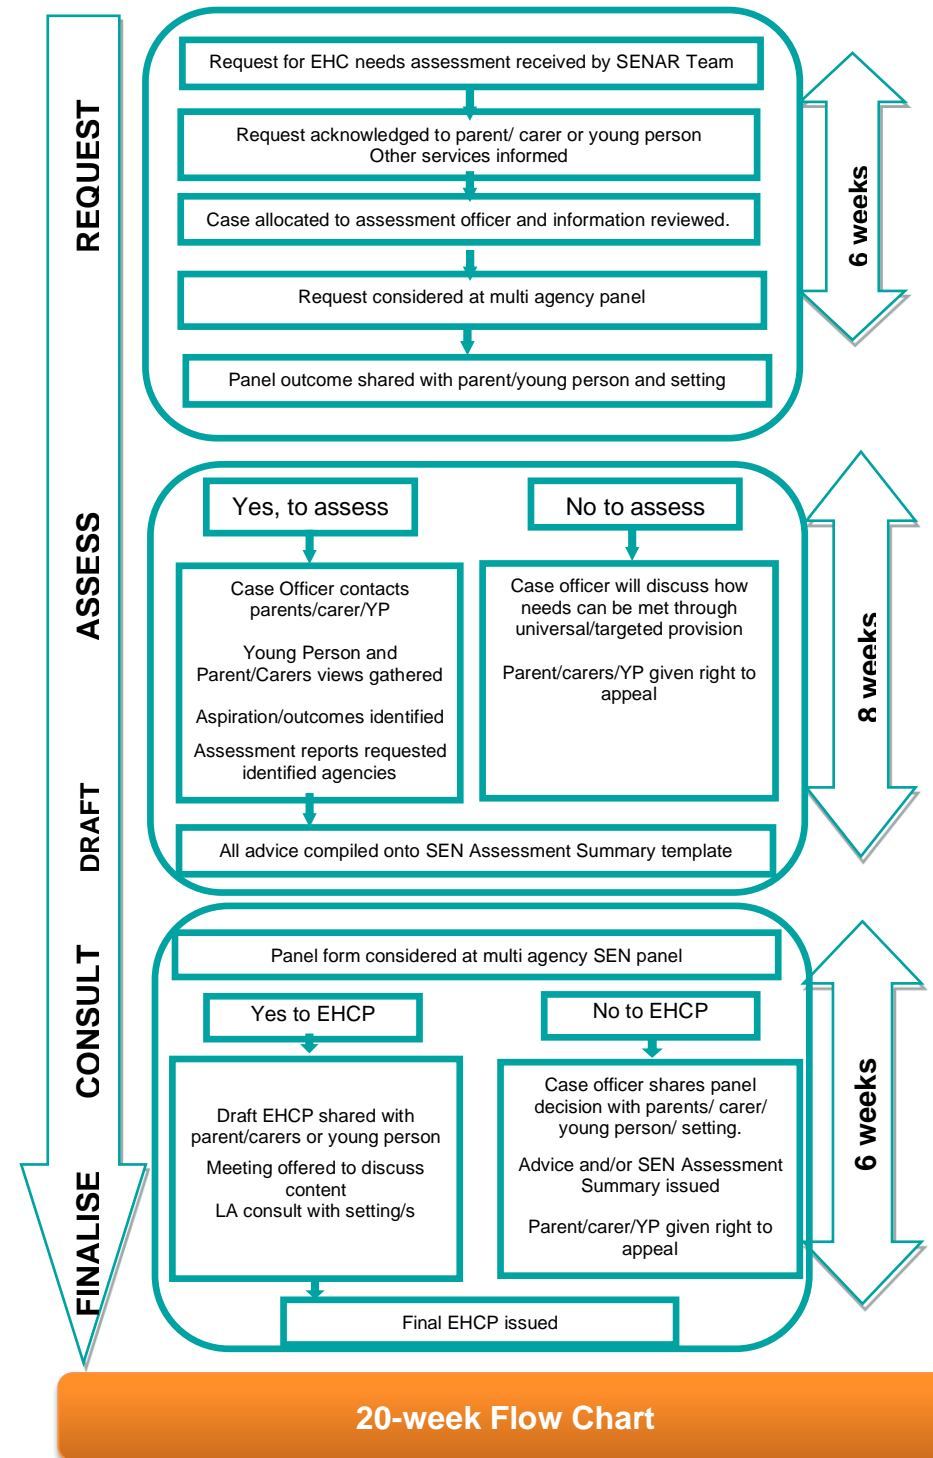 REQUEST
Request for EHC needs assessment received by SENAR Team
Request acknowledged to parent/ carer or young person
Other services informed
Case allocated to assessment officer and information reviewed.
Request considered at multi agency panel
Panel outcome shared with parent/young person and setting
6 weeks
ASSESS
Yes, to assess
Case Officer contacts
parents/carer/YP
Young Person and
Parent/Carers views gathered
Aspiration/outcomes identified
Assessment reports requested
identified agencies
No to assess
Case officer will discuss how
needs can be met through
universal/targeted provision
Parent/carers/YP given right to
appeal
8 weeks
DRAFT
All advice compiled onto SEN Assessment Summary template
CONSULT
Panel form considered at multi agency SEN panel
Yes to EHCP
Draft EHCP shared with
parent/carers or young person
Meeting offered to discuss
content
LA consult with setting/s
No to EHCP
Case officer shares panel
decision with parents/ carer/
young person/ setting.
Advice and/or SEN Assessment
Summary issued
Parent/carer/YP given right to
appeal
6 weeks
FINALISE
Final EHCP issued
20-week Flow Chart